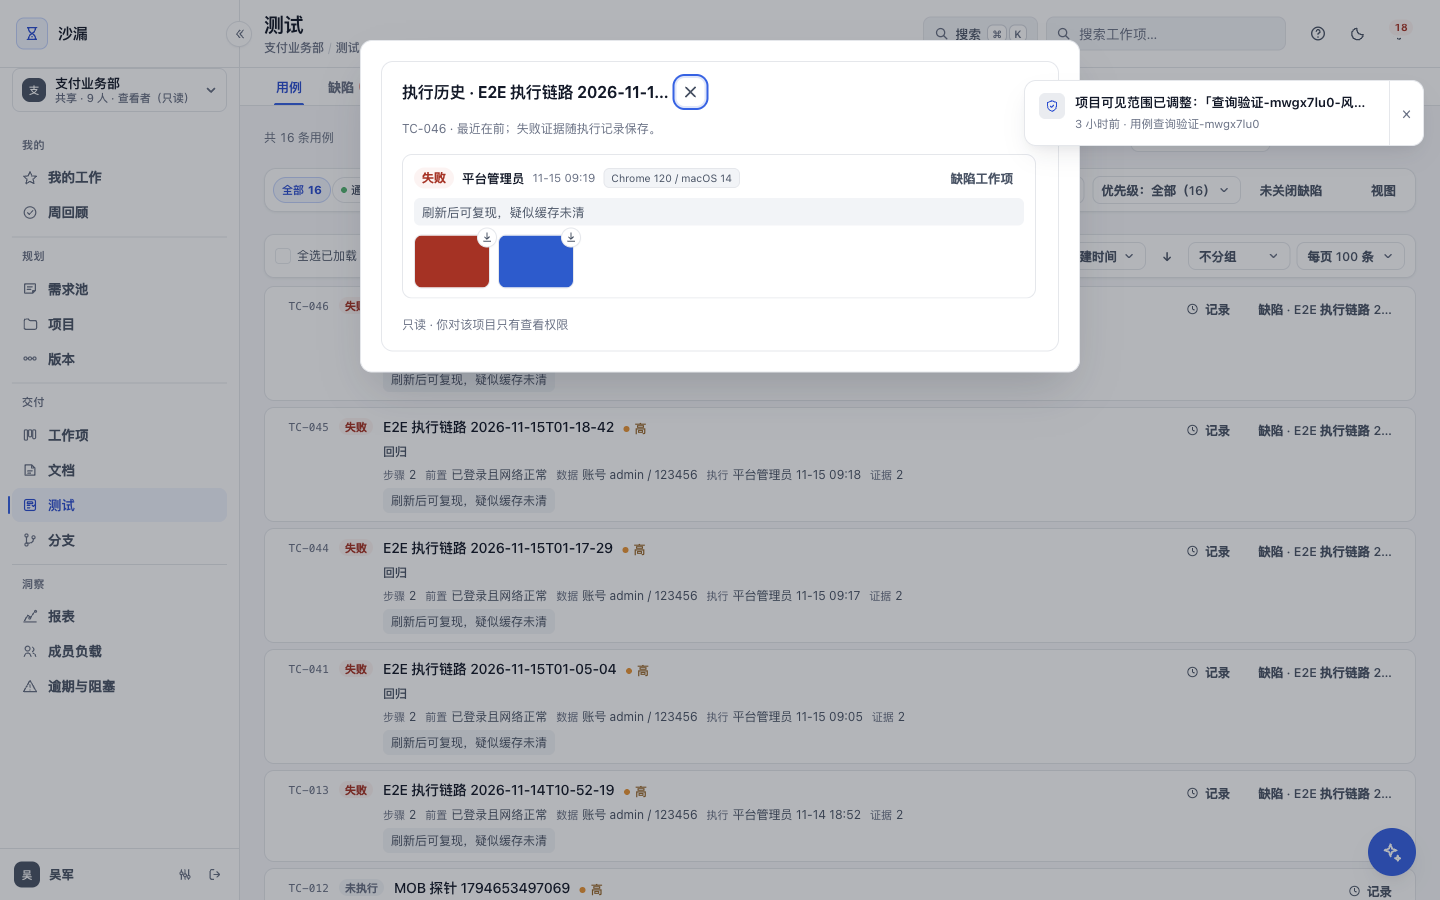 沙漏
支
支付业务部
共享 · 9 人 · 查看者（只读）
我的
我的工作
周回顾
规划
需求池
项目
版本
交付
工作项
文档
测试
分支
洞察
报表
成员负载
逾期与阻塞
吴
吴军
测试
支付业务部 / 测试
搜索 ⌘ K
搜索工作项...
18
用例
缺陷
共 16 条用例
全部 16
优先级：全部（16）
未关闭缺陷
视图
全选已加载
建时间
不分组
每页 100 条
执行历史 · E2E 执行链路 2026-11-1...
TC-046 · 最近在前；失败证据随执行记录保存。
失败 平台管理员 11-15 09:19 Chrome 120 / macOS 14 缺陷工作项
刷新后可复现，疑似缓存未清
只读 · 你对该项目只有查看权限
项目可见范围已调整：「查询验证-mwgx7lu0-风...
3 小时前 · 用例查询验证-mwgx7lu0
TC-046
记录 缺陷 · E2E 执行链路 2...
刷新后可复现，疑似缓存未清
TC-045 失败 E2E 执行链路 2026-11-15T01-18-42 高 记录 缺陷 · E2E 执行链路 2...
回归
步骤 2 前置 已登录且网络正常 数据 账号 admin / 123456 执行 平台管理员 11-15 09:18 证据 2
刷新后可复现，疑似缓存未清
TC-044 失败 E2E 执行链路 2026-11-15T01-17-29 高 记录 缺陷 · E2E 执行链路 2...
回归
步骤 2 前置 已登录且网络正常 数据 账号 admin / 123456 执行 平台管理员 11-15 09:17 证据 2
刷新后可复现，疑似缓存未清
TC-041 失败 E2E 执行链路 2026-11-15T01-05-04 高 记录 缺陷 · E2E 执行链路 2...
回归
步骤 2 前置 已登录且网络正常 数据 账号 admin / 123456 执行 平台管理员 11-15 09:05 证据 2
刷新后可复现，疑似缓存未清
TC-013 失败 E2E 执行链路 2026-11-14T10-52-19 高 记录 缺陷 · E2E 执行链路 2...
步骤 2 前置 已登录且网络正常 数据 账号 admin / 123456 执行 平台管理员 11-14 18:52 证据 2
刷新后可复现，疑似缓存未清
TC-012 未执行 MOB 探针 1794653497069 高 记录